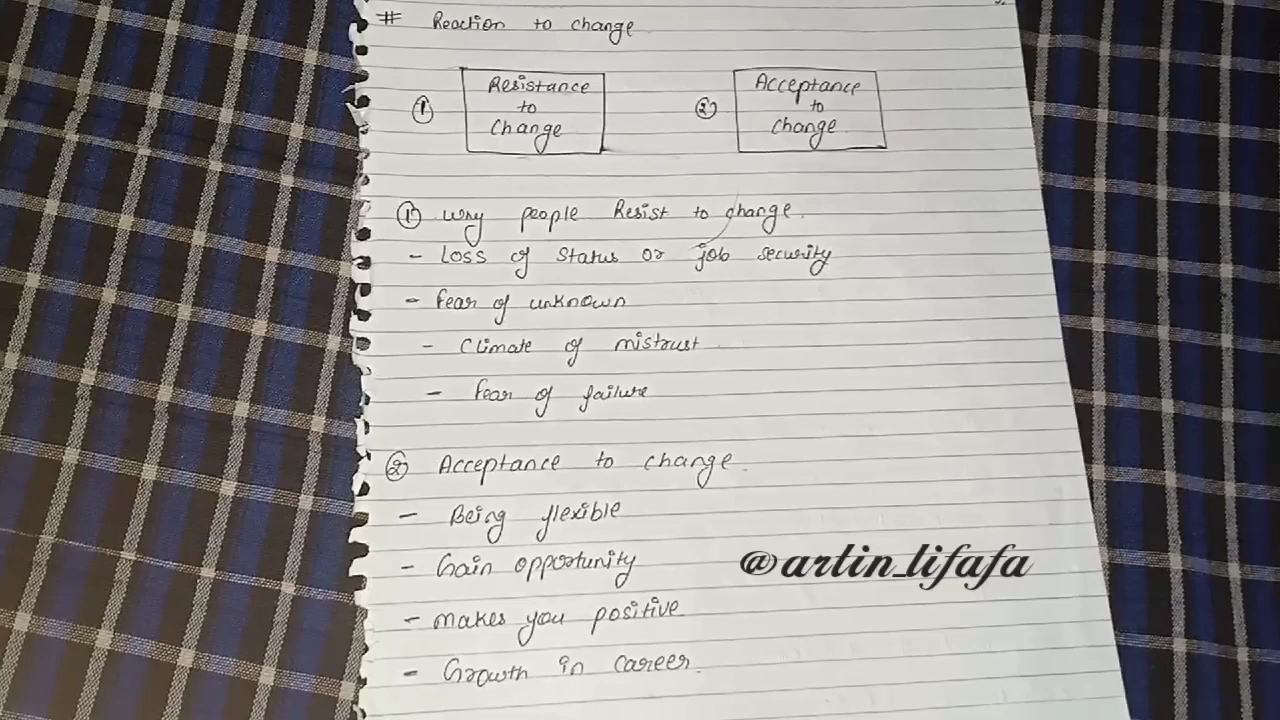 # Reaction to change
① Resistance to Change
② Acceptance to Change
① Why people Resist to change.
- Loss of Status or job security
- Fear of unknown
- Climate of mistrust
- Fear of failure
② Acceptance to change.
- Being flexible
- Gain opportunity
@artin_lifafa
- makes you positive
- Growth in career.